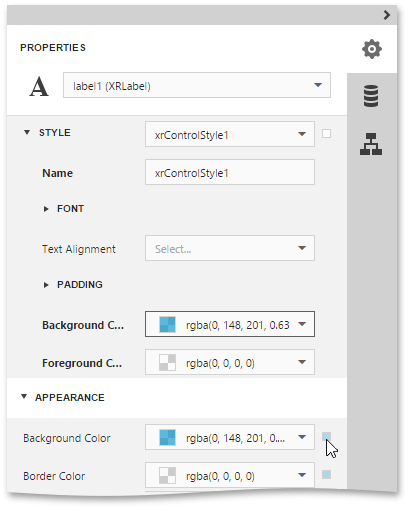 PROPERTIES
A label1 (XRLabel)
STYLE xrControlStyle1
Name xrControlStyle1
FONT
Text Alignment Select...
PADDING
Background C... rgba(0, 148, 201, 0.63
Foreground C... rgba(0, 0, 0, 0)
APPEARANCE
Background Color rgba(0, 148, 201, 0....
Border Color rgba(0, 0, 0, 0)